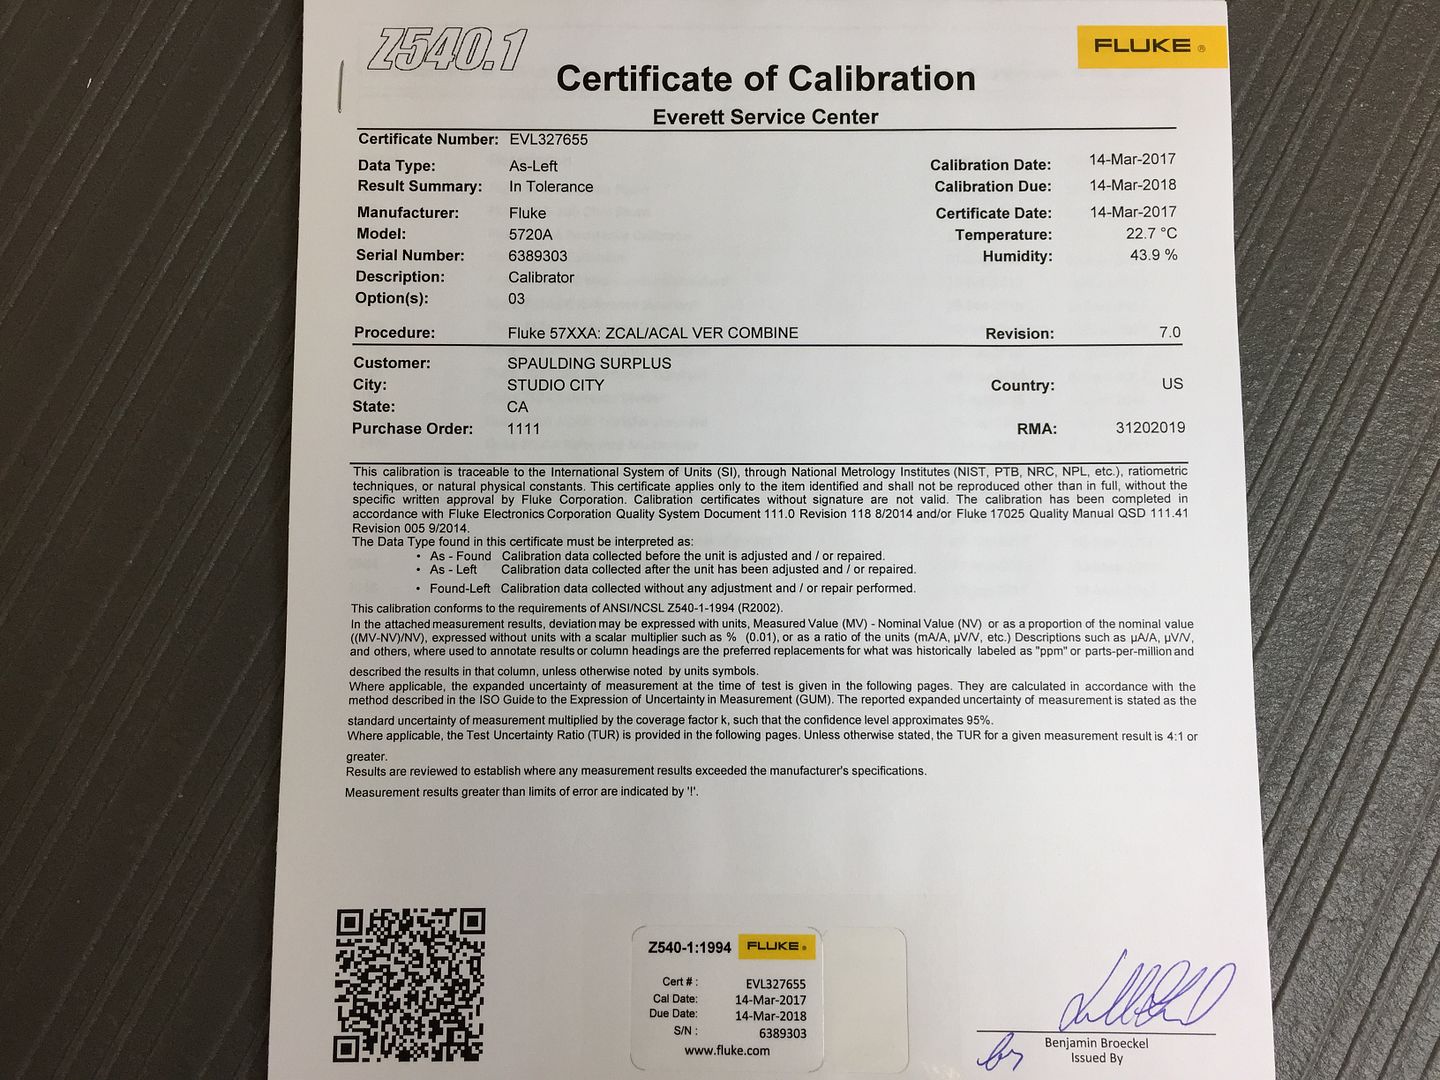 Z540.1
FLUKE ®
Certificate of Calibration
Everett Service Center
Certificate Number: EVL327655
Data Type: As-Left Calibration Date: 14-Mar-2017
Result Summary: In Tolerance Calibration Due: 14-Mar-2018
Manufacturer: Fluke Certificate Date: 14-Mar-2017
Model: 5720A Temperature: 22.7 °C
Serial Number: 6389303 Humidity: 43.9 %
Description: Calibrator
Option(s): 03
Procedure: Fluke 57XXA: ZCAL/ACAL VER COMBINE Revision: 7.0
Customer: SPAULDING SURPLUS
City: STUDIO CITY Country: US
State: CA
Purchase Order: 1111 RMA: 31202019
This calibration is traceable to the International System of Units (SI), through National Metrology Institutes (NIST, PTB, NRC, NPL, etc.), ratiometric
techniques, or natural physical constants. This certificate applies only to the item identified and shall not be reproduced other than in full, without the
specific written approval by Fluke Corporation. Calibration certificates without signature are not valid. The calibration has been completed in
accordance with Fluke Electronics Corporation Quality System Document 111.0 Revision 118 8/2014 and/or Fluke 17025 Quality Manual QSD 111.41
Revision 005 9/2014.
The Data Type found in this certificate must be interpreted as:
• As - Found Calibration data collected before the unit is adjusted and / or repaired.
• As - Left Calibration data collected after the unit has been adjusted and / or repaired.
• Found-Left Calibration data collected without any adjustment and / or repair performed.
This calibration conforms to the requirements of ANSI/NCSL Z540-1-1994 (R2002).
In the attached measurement results, deviation may be expressed with units, Measured Value (MV) - Nominal Value (NV) or as a proportion of the nominal value
((MV-NV)/NV), expressed without units with a scalar multiplier such as % (0.01), or as a ratio of the units (mA/A, µV/V, etc.) Descriptions such as µA/A, µV/V,
and others, where used to annotate results or column headings are the preferred replacements for what was historically labeled as "ppm" or parts-per-million and
described the results in that column, unless otherwise noted by units symbols.
Where applicable, the expanded uncertainty of measurement at the time of test is given in the following pages. They are calculated in accordance with the
method described in the ISO Guide to the Expression of Uncertainty in Measurement (GUM). The reported expanded uncertainty of measurement is stated as the
standard uncertainty of measurement multiplied by the coverage factor k, such that the confidence level approximates 95%.
Where applicable, the Test Uncertainty Ratio (TUR) is provided in the following pages. Unless otherwise stated, the TUR for a given measurement result is 4:1 or
greater.
Results are reviewed to establish where any measurement results exceeded the manufacturer's specifications.
Measurement results greater than limits of error are indicated by '!'.
Z540-1:1994 FLUKE ®
Cert # : EVL327655
Cal Date: 14-Mar-2017
Due Date: 14-Mar-2018
S/N : 6389303
www.fluke.com
by
Benjamin Broeckel
Issued By